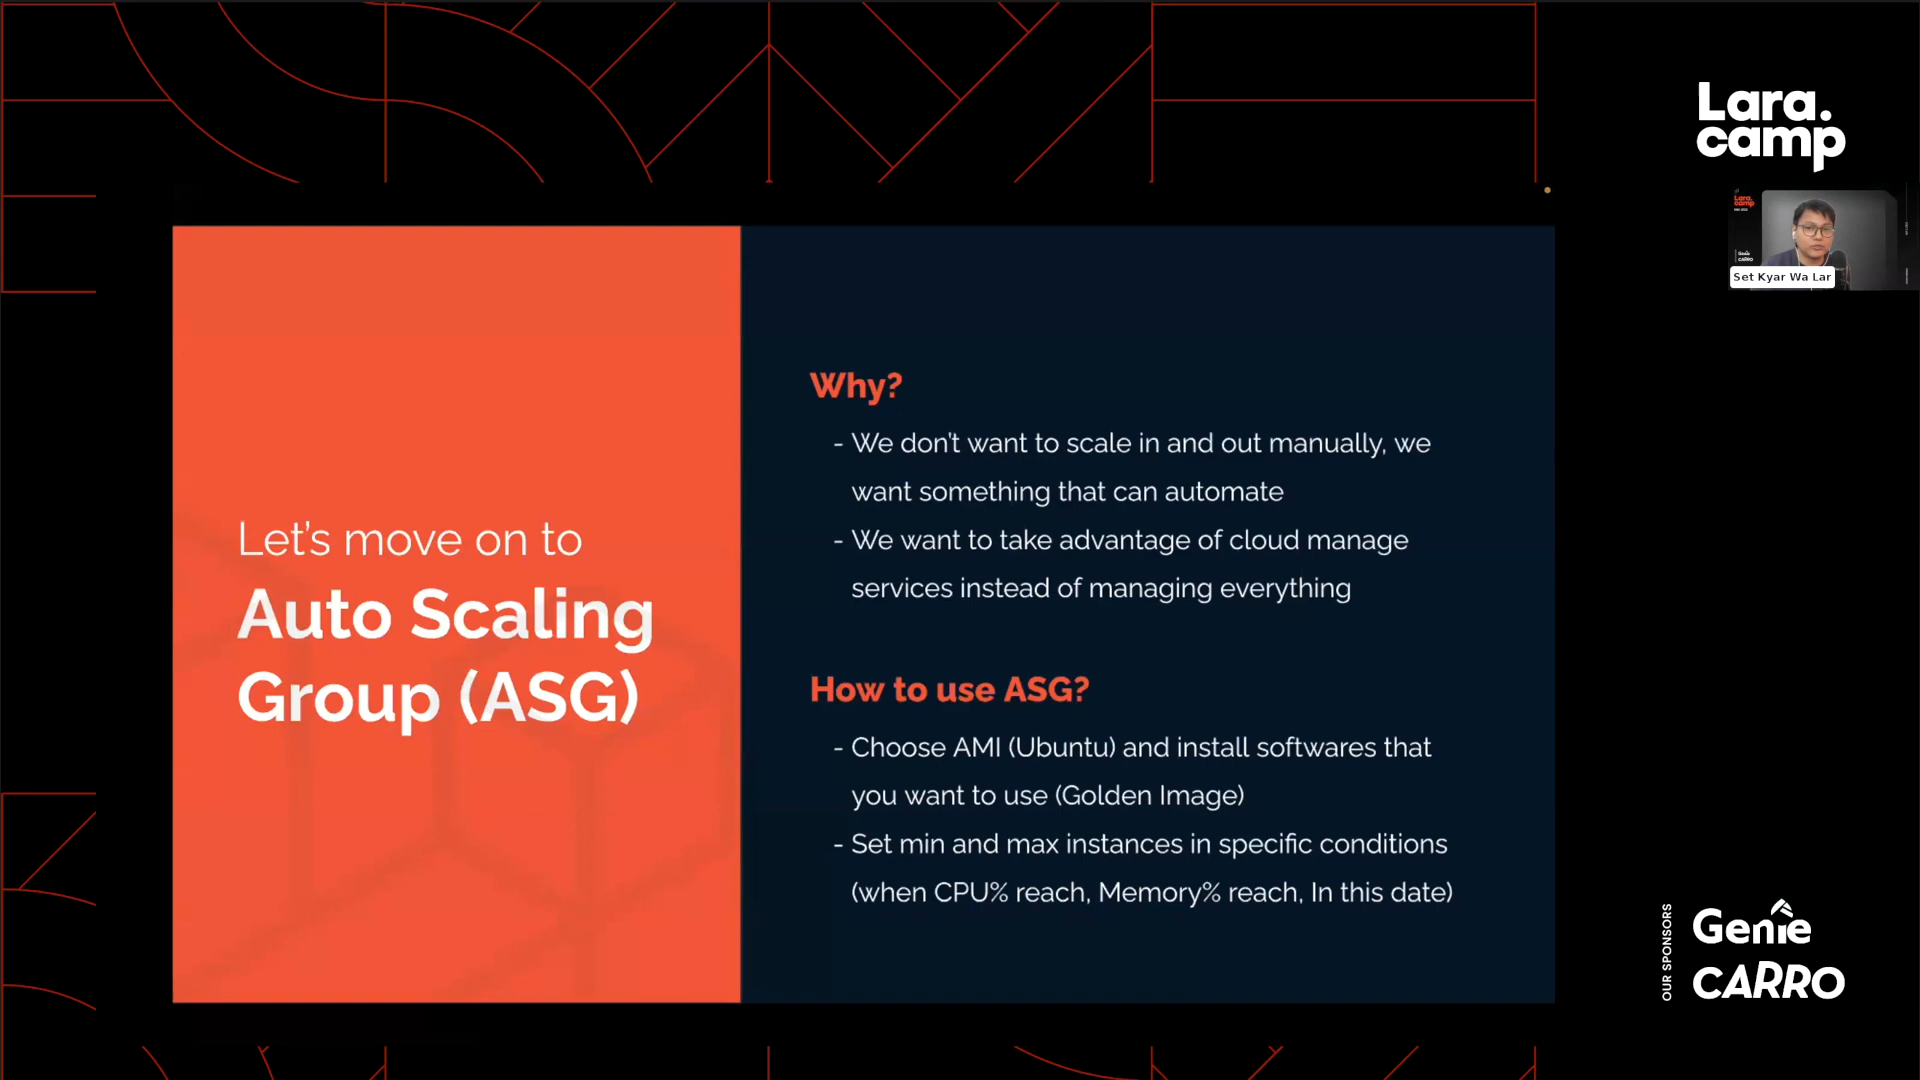 Lara.
camp
Set Kyar Wa Lar
Let's move on to
Auto Scaling
Group (ASG)
Why?
- We don't want to scale in and out manually, we
want something that can automate
- We want to take advantage of cloud manage
services instead of managing everything
How to use ASG?
- Choose AMI (Ubuntu) and install softwares that
you want to use (Golden Image)
- Set min and max instances in specific conditions
(when CPU% reach, Memory% reach, In this date)
OUR SPONSORS
Genie
CARRO